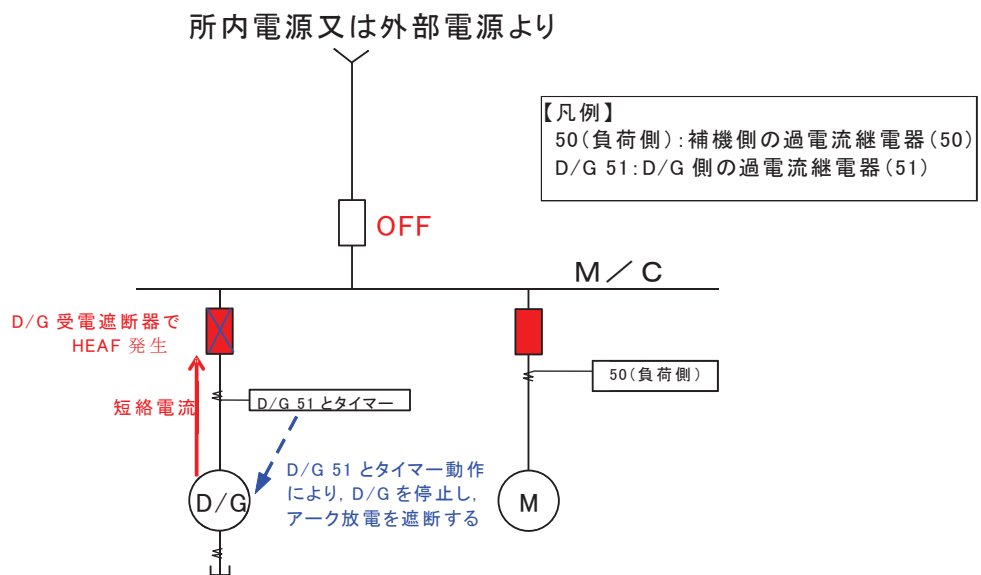 所内電源又は外部電源より
【凡例】
50(負荷側):補機側の過電流継電器(50)
D/G 51:D/G 側の過電流継電器(51)
OFF
M/C
D/G 受電遮断器で
HEAF 発生
短絡電流
D/G 51 とタイマー
50(負荷側)
D/G 51 とタイマー動作
により, D/G を停止し,
アーク放電を遮断する
D/G
M